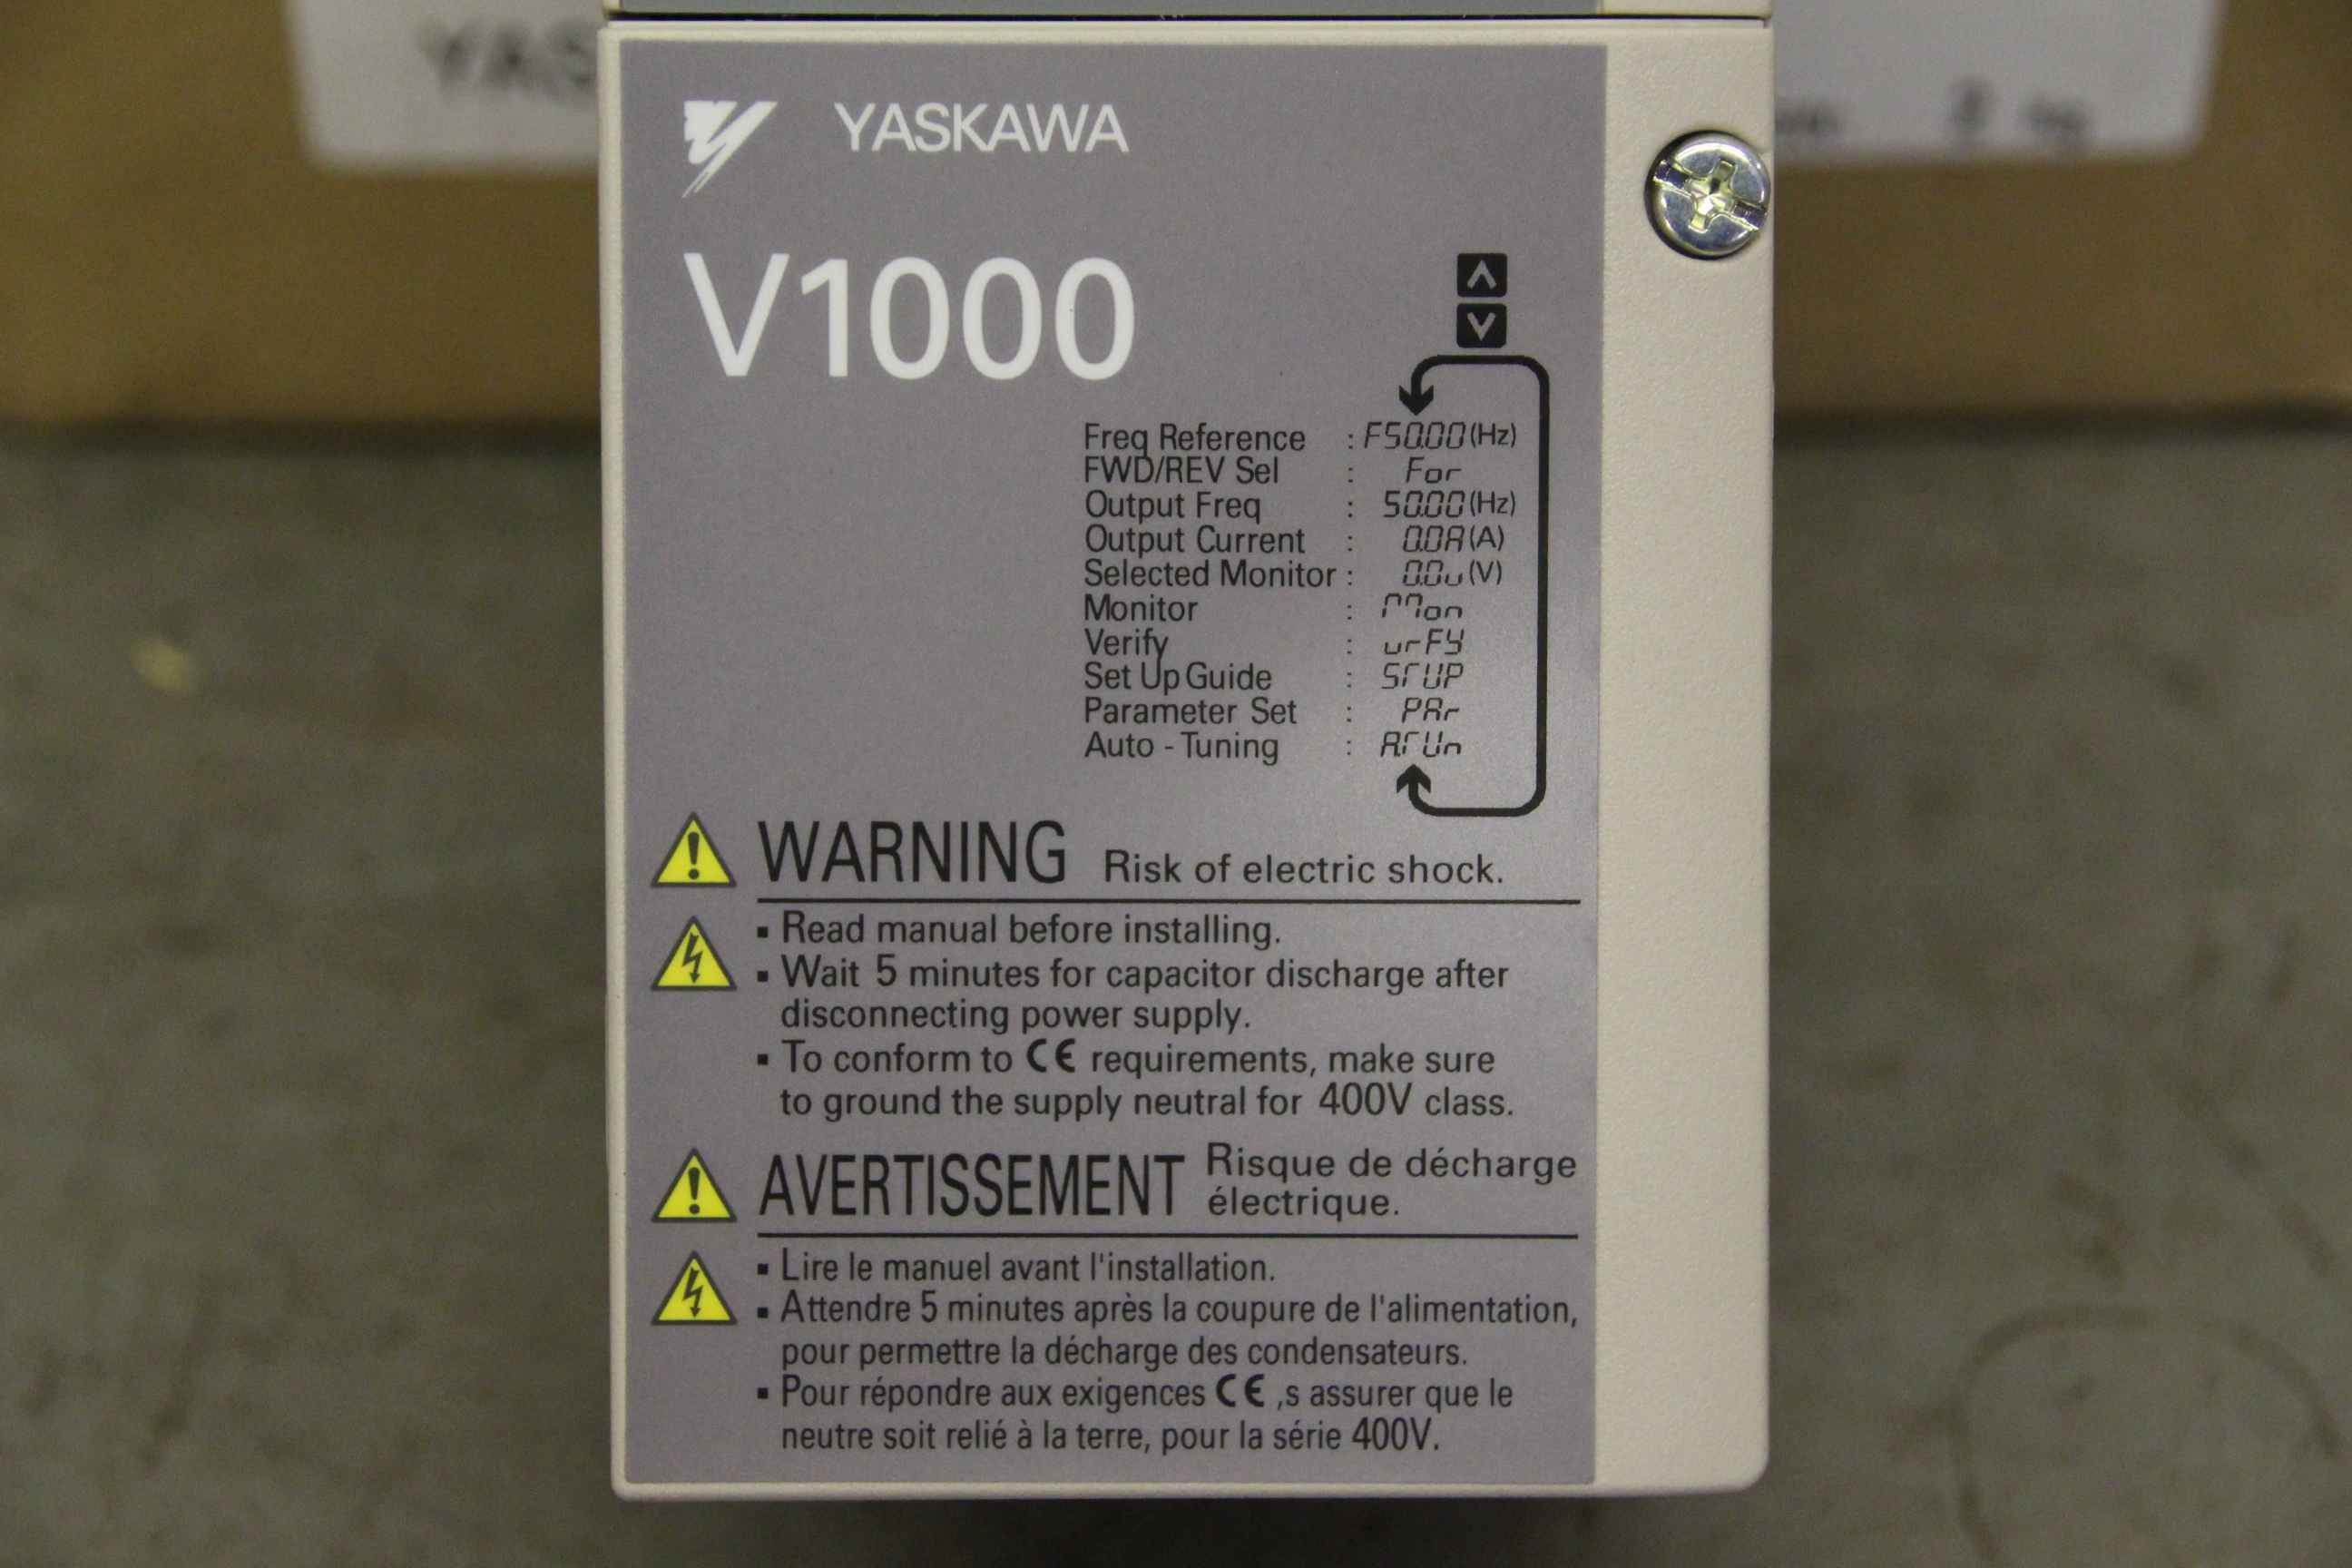 YAS
YASKAWA
V1000
Freq Reference : F50.00(Hz)
FWD/REV Sel : For
Output Freq : 50.00(Hz)
Output Current : 0.0A(A)
Selected Monitor : 0.0v(V)
Monitor : Mon
Verify : vrFy
Set Up Guide : STUP
Parameter Set : PAr
Auto - Tuning : A.TUn
WARNING Risk of electric shock.
▪ Read manual before installing.
▪ Wait 5 minutes for capacitor discharge after
disconnecting power supply.
▪ To conform to CE requirements, make sure
to ground the supply neutral for 400V class.
AVERTISSEMENT Risque de décharge
électrique.
▪ Lire le manuel avant l'installation.
▪ Attendre 5 minutes après la coupure de l'alimentation,
pour permettre la décharge des condensateurs.
▪ Pour répondre aux exigences CE ,s assurer que le
neutre soit relié à la terre, pour la série 400V.